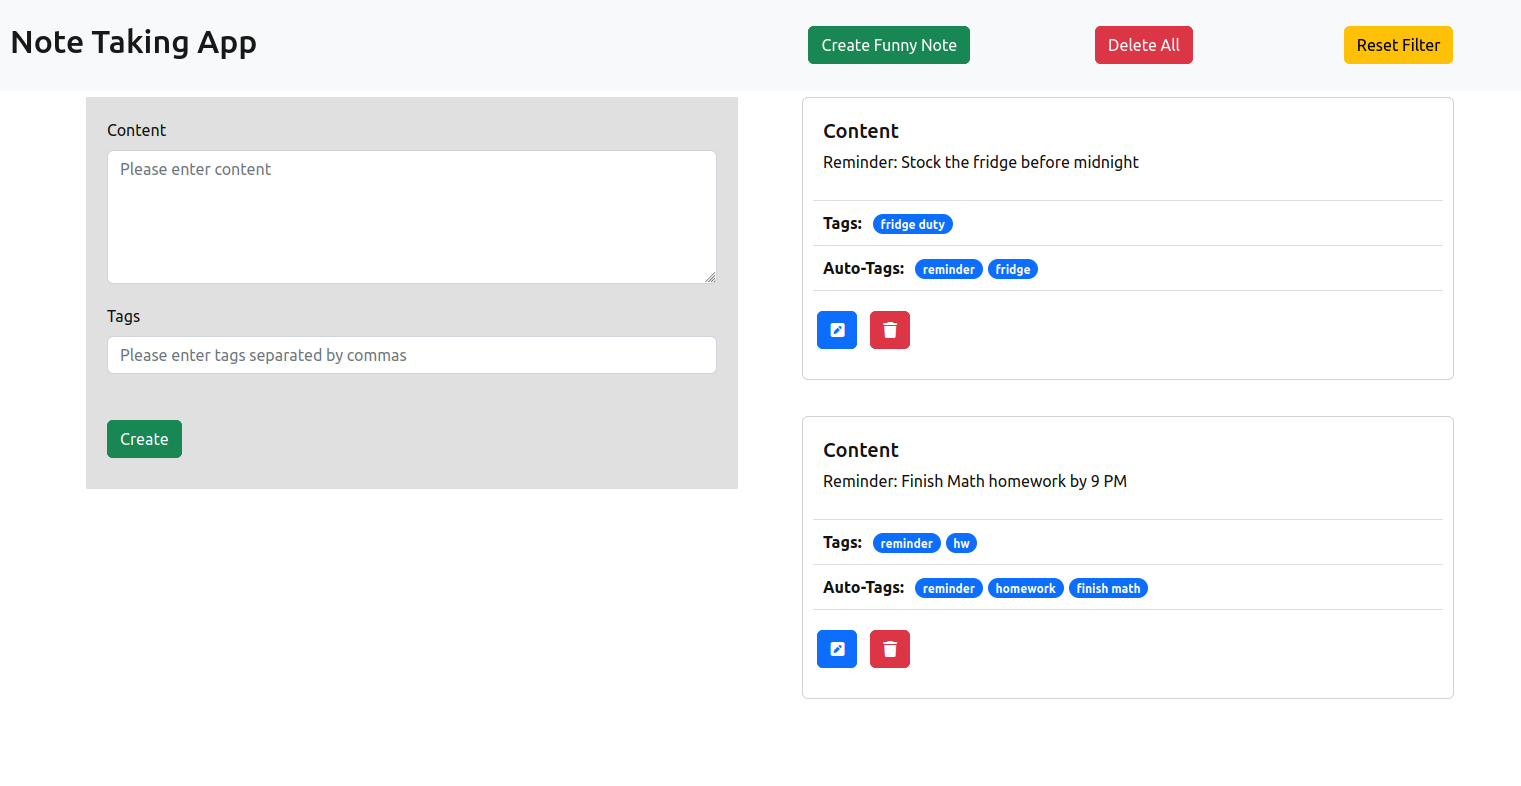 Note Taking App
Create Funny Note
Delete All
Reset Filter
Content
Please enter content
Tags
Please enter tags separated by commas
Create
Content
Reminder: Stock the fridge before midnight
Tags: fridge duty
Auto-Tags: reminder fridge
Content
Reminder: Finish Math homework by 9 PM
Tags: reminder hw
Auto-Tags: reminder homework finish math